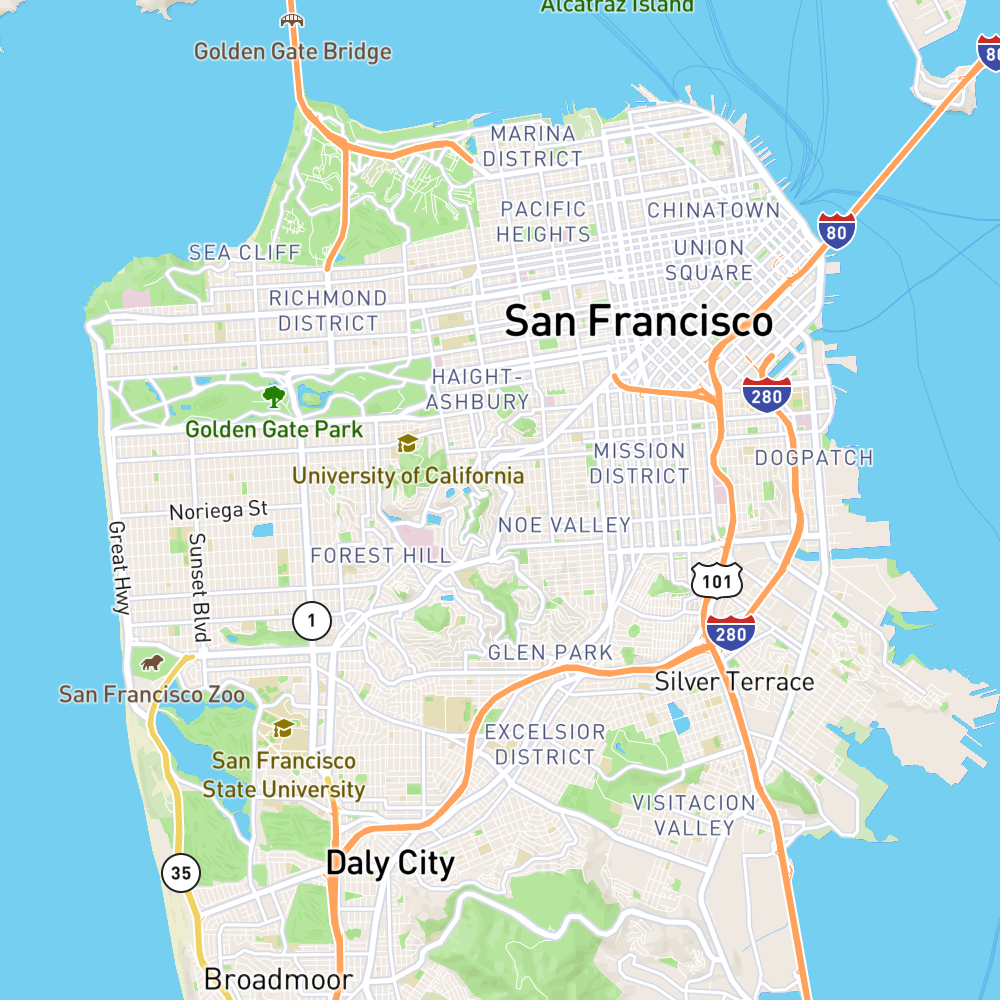 Alcatraz Island
Golden Gate Bridge
80
MARINA
DISTRICT
PACIFIC
HEIGHTS
CHINATOWN
80
SEA CLIFF
UNION
SQUARE
RICHMOND
DISTRICT
San Francisco
HAIGHT-
ASHBURY
280
Golden Gate Park
University of California
MISSION
DISTRICT
DOGPATCH
Noriega St
NOE VALLEY
Great Hwy
Sunset Blvd
FOREST HILL
101
1
280
GLEN PARK
San Francisco Zoo
Silver Terrace
EXCELSIOR
DISTRICT
San Francisco
State University
VISITACION
VALLEY
Daly City
35
Broadmoor